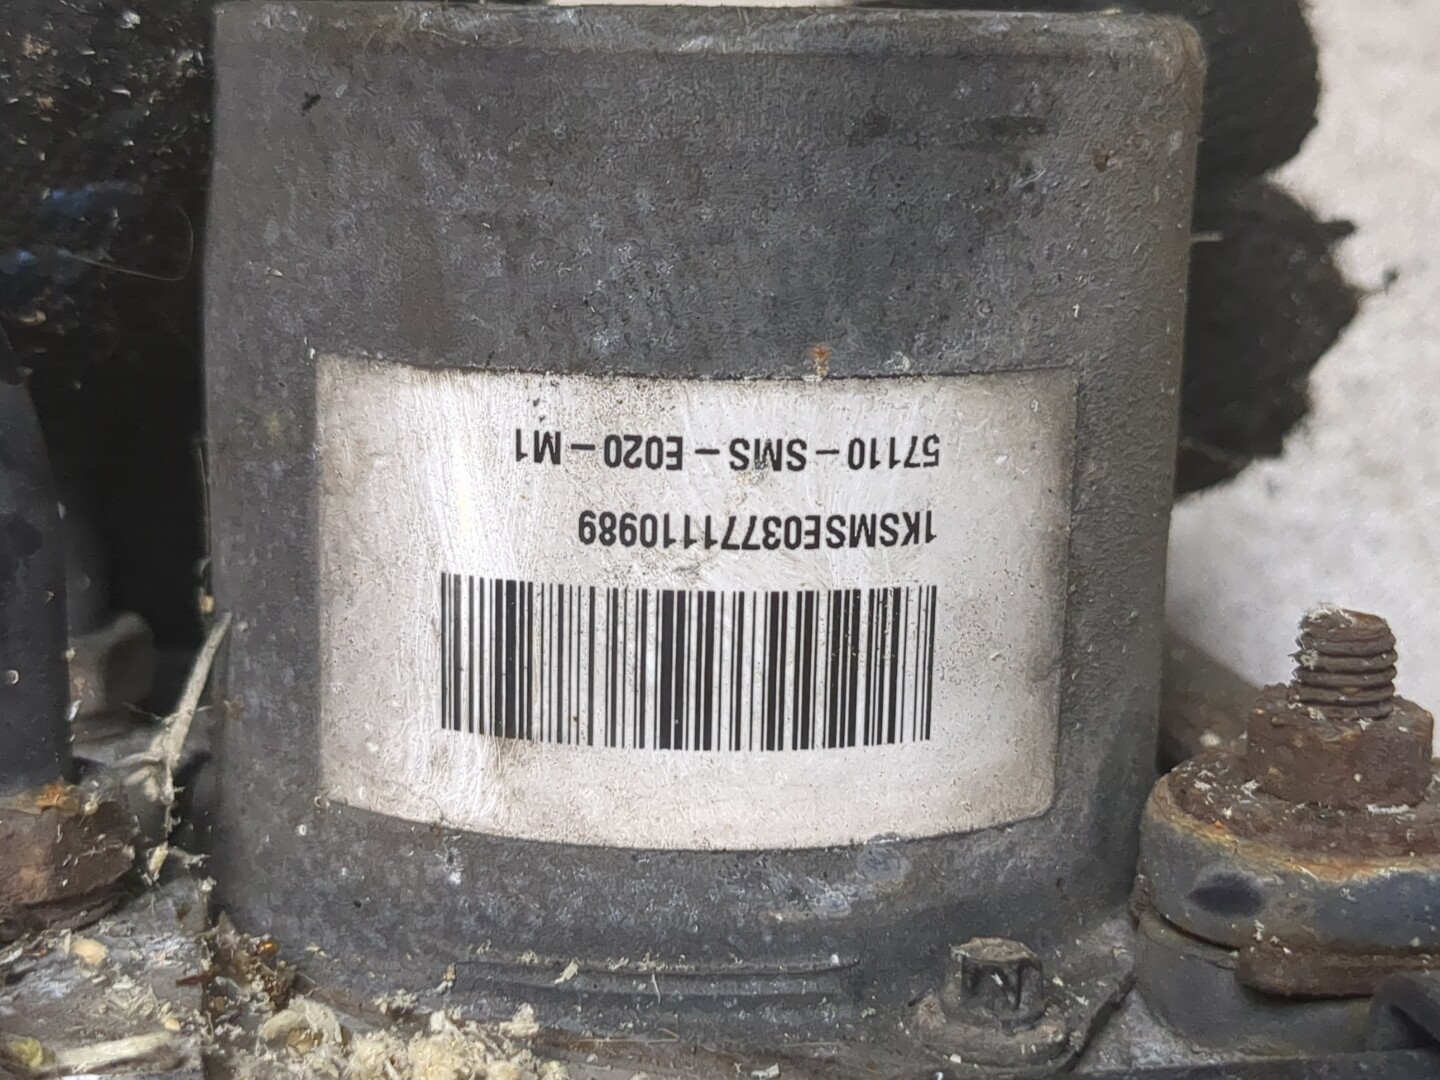 1KSMSE03771110989
57110 – SMS – E020 – M1